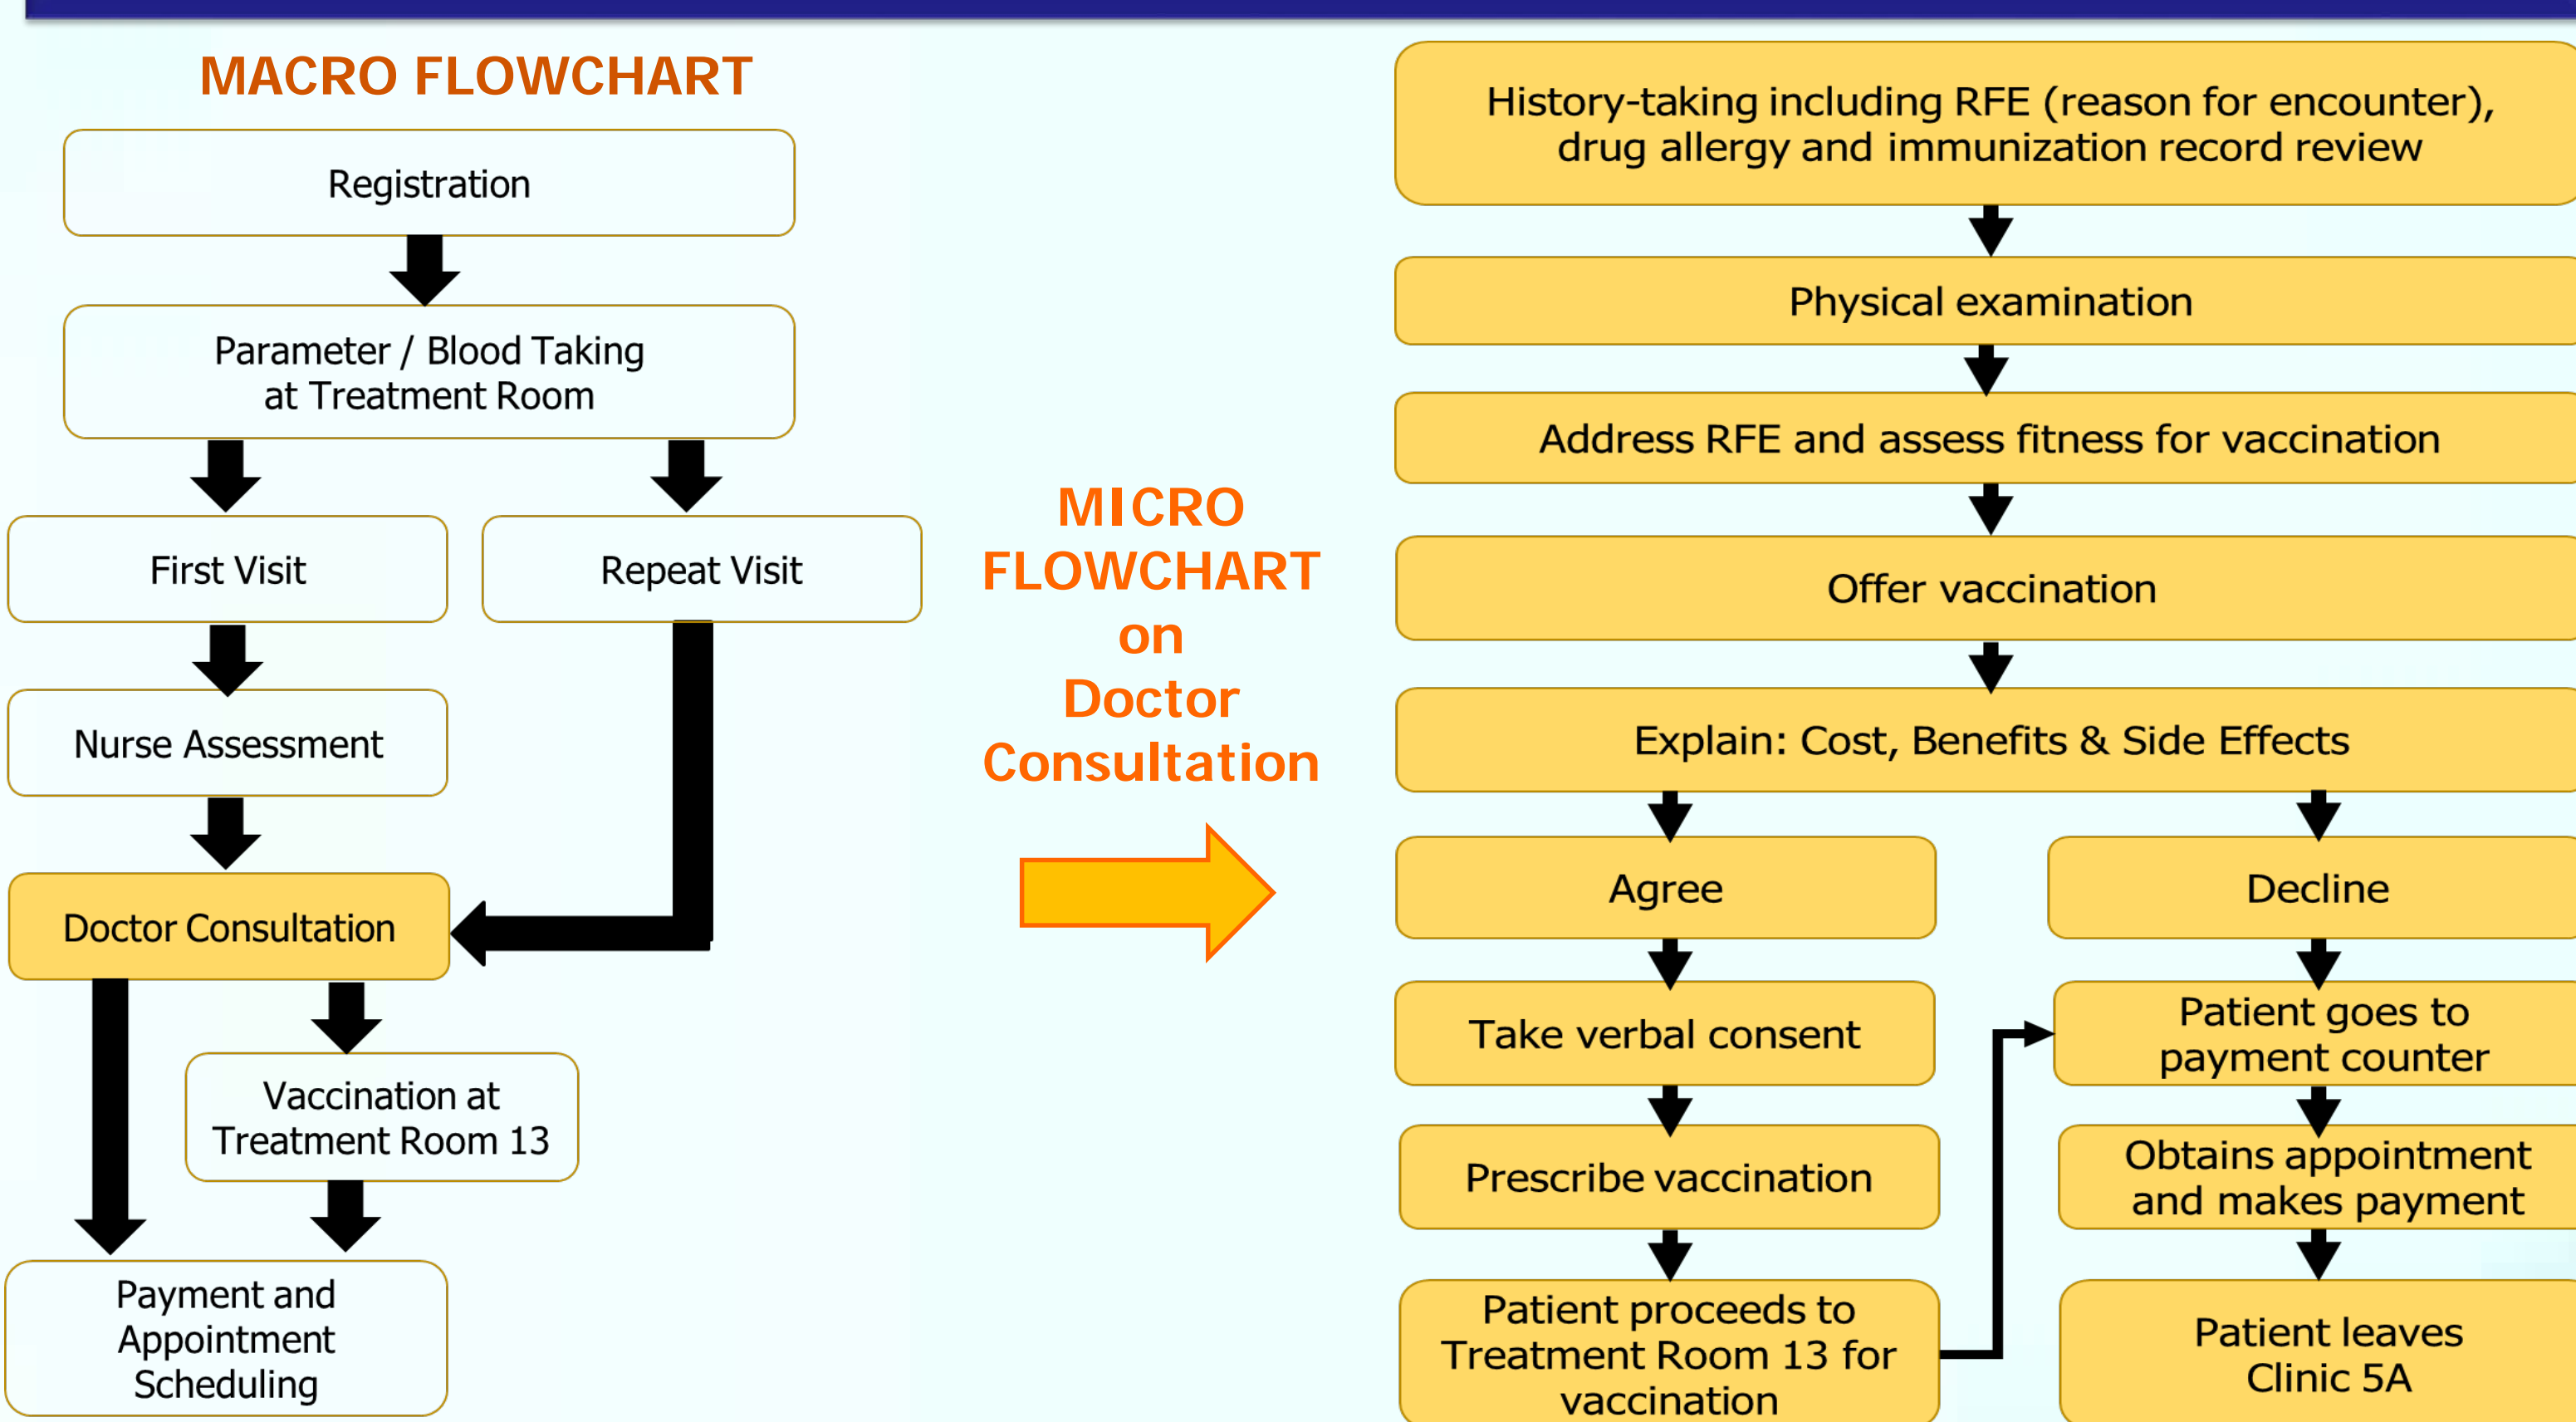 MACRO FLOWCHART
Registration
Parameter / Blood Taking
at Treatment Room
First Visit
Repeat Visit
Nurse Assessment
Doctor Consultation
Vaccination at
Treatment Room 13
Payment and
Appointment
Scheduling
MICRO
FLOWCHART
on
Doctor
Consultation
History-taking including RFE (reason for encounter),
drug allergy and immunization record review
Physical examination
Address RFE and assess fitness for vaccination
Offer vaccination
Explain: Cost, Benefits & Side Effects
Agree
Take verbal consent
Prescribe vaccination
Patient proceeds to
Treatment Room 13 for
vaccination
Decline
Patient goes to
payment counter
Obtains appointment
and makes payment
Patient leaves
Clinic 5A